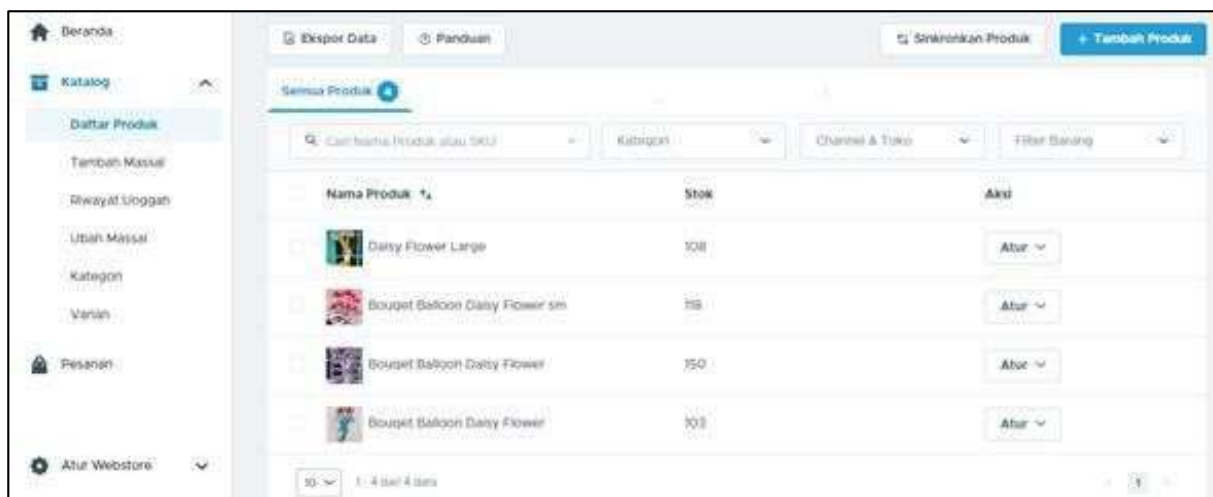 Beranda
Katalog
Daftar Produk
Tambah Massal
Riwayat Unggah
Ubah Massal
Kategori
Varian
Pesanan
Atur Webstore
Ekspor Data
Panduan
Sinkronkan Produk
+ Tambah Produk
Semua Produk 4
Cari Nama Produk atau SKU
Kategori
Channel & Toko
Filter Barang
Nama Produk
Stok
Aksi
Daisy Flower Large 108 Atur
Bouqet Balloon Daisy Flower sm 118 Atur
Bouqet Balloon Daisy Flower 150 Atur
Bouqet Balloon Daisy Flower 103 Atur
10
1 - 4 dari 4 data
1